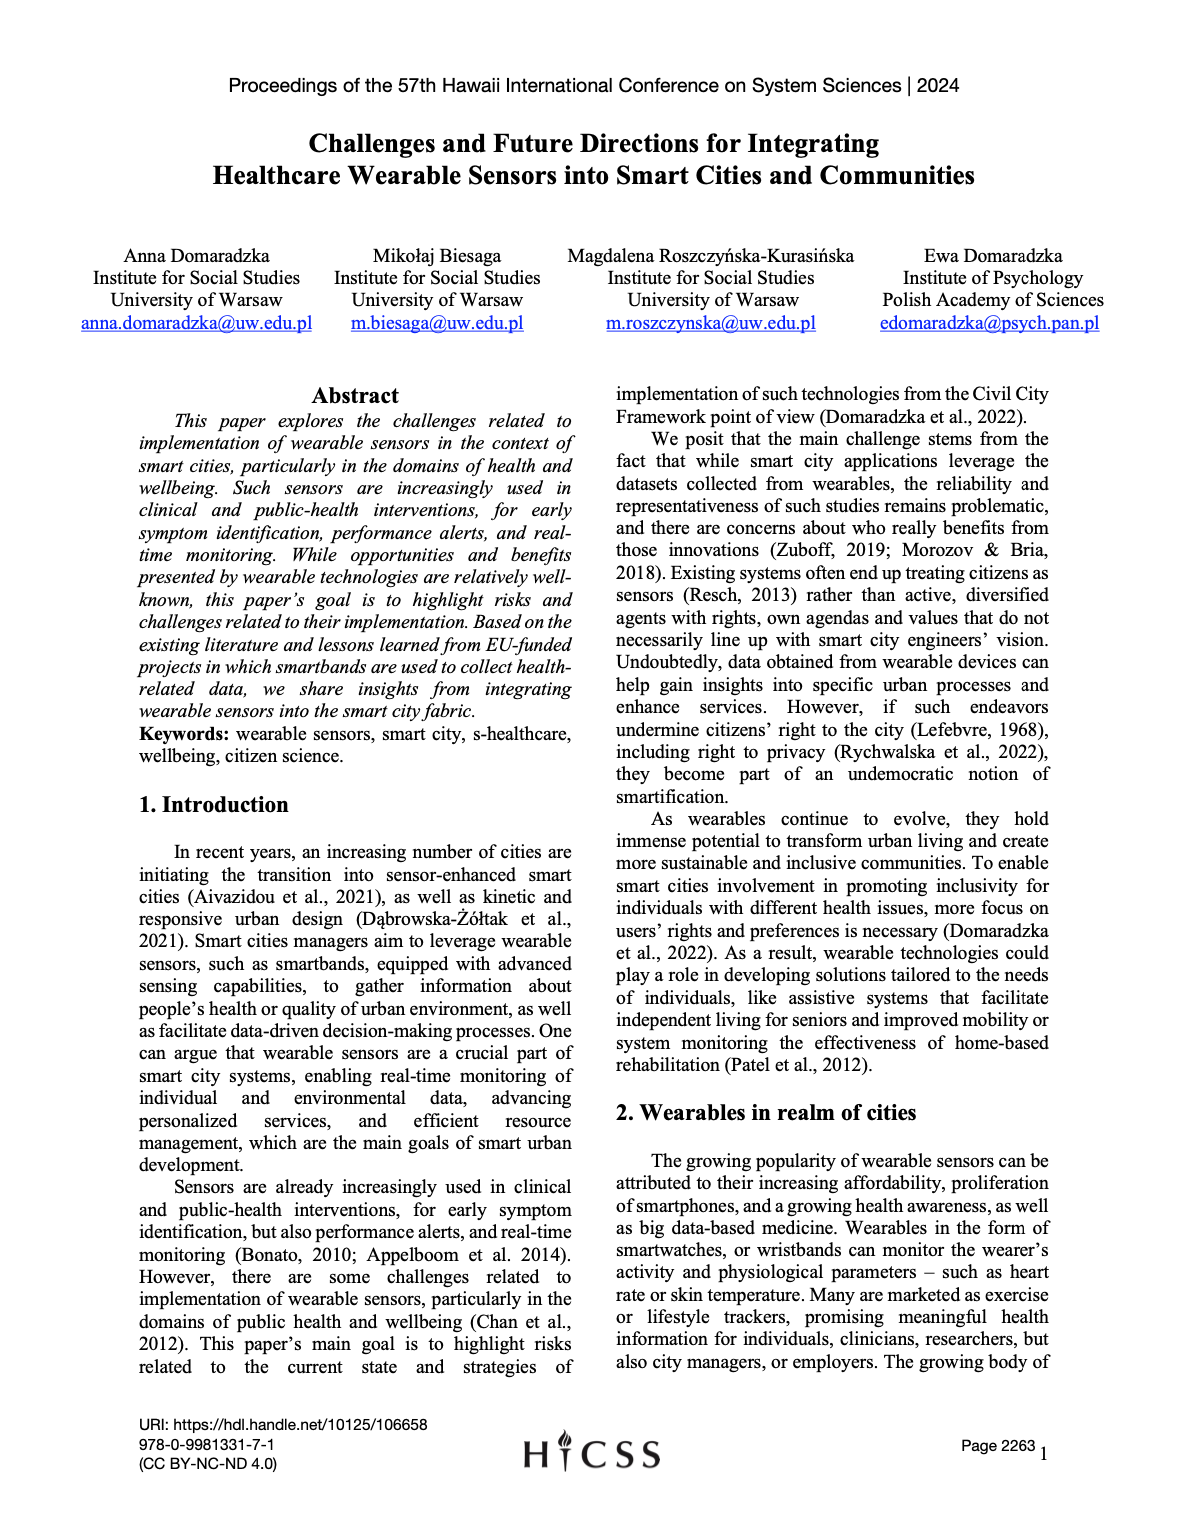 Proceedings of the 57th Hawaii International Conference on System Sciences | 2024
Challenges and Future Directions for Integrating
Healthcare Wearable Sensors into Smart Cities and Communities
Anna Domaradzka
Institute for Social Studies
University of Warsaw
anna.domaradzka@uw.edu.pl
Mikołaj Biesaga
Institute for Social Studies
University of Warsaw
m.biesaga@uw.edu.pl
Magdalena Roszczyńska-Kurasińska
Institute for Social Studies
University of Warsaw
m.roszczynska@uw.edu.pl
Ewa Domaradzka
Institute of Psychology
Polish Academy of Sciences
edomaradzka@psych.pan.pl
Abstract
This paper explores the challenges related to
implementation of wearable sensors in the context of
smart cities, particularly in the domains of health and
wellbeing. Such sensors are increasingly used in
clinical and public-health interventions, for early
symptom identification, performance alerts, and real-
time monitoring. While opportunities and benefits
presented by wearable technologies are relatively well-
known, this paper's goal is to highlight risks and
challenges related to their implementation. Based on the
existing literature and lessons learned from EU-funded
projects in which smartbands are used to collect health-
related data, we share insights from integrating
wearable sensors into the smart city fabric.
Keywords: wearable sensors, smart city, s-healthcare,
wellbeing, citizen science.
1. Introduction
In recent years, an increasing number of cities are
initiating the transition into sensor-enhanced smart
cities (Aivazidou et al., 2021), as well as kinetic and
responsive urban design (Dąbrowska-Żółtak et al.,
2021). Smart cities managers aim to leverage wearable
sensors, such as smartbands, equipped with advanced
sensing capabilities, to gather information about
people's health or quality of urban environment, as well
as facilitate data-driven decision-making processes. One
can argue that wearable sensors are a crucial part of
smart city systems, enabling real-time monitoring of
individual and environmental data, advancing
personalized services, and efficient resource
management, which are the main goals of smart urban
development.
Sensors are already increasingly used in clinical
and public-health interventions, for early symptom
identification, but also performance alerts, and real-time
monitoring (Bonato, 2010; Appelboom et al. 2014).
However, there are some challenges related to
implementation of wearable sensors, particularly in the
domains of public health and wellbeing (Chan et al.,
2012). This paper's main goal is to highlight risks
related to the current state and strategies of
implementation of such technologies from the Civil City
Framework point of view (Domaradzka et al., 2022).
We posit that the main challenge stems from the
fact that while smart city applications leverage the
datasets collected from wearables, the reliability and
representativeness of such studies remains problematic,
and there are concerns about who really benefits from
those innovations (Zuboff, 2019; Morozov & Bria,
2018). Existing systems often end up treating citizens as
sensors (Resch, 2013) rather than active, diversified
agents with rights, own agendas and values that do not
necessarily line up with smart city engineers' vision.
Undoubtedly, data obtained from wearable devices can
help gain insights into specific urban processes and
enhance services. However, if such endeavors
undermine citizens' right to the city (Lefebvre, 1968),
including right to privacy (Rychwalska et al., 2022),
they become part of an undemocratic notion of
smartification.
As wearables continue to evolve, they hold
immense potential to transform urban living and create
more sustainable and inclusive communities. To enable
smart cities involvement in promoting inclusivity for
individuals with different health issues, more focus on
users' rights and preferences is necessary (Domaradzka
et al., 2022). As a result, wearable technologies could
play a role in developing solutions tailored to the needs
of individuals, like assistive systems that facilitate
independent living for seniors and improved mobility or
system monitoring the effectiveness of home-based
rehabilitation (Patel et al., 2012).
2. Wearables in realm of cities
The growing popularity of wearable sensors can be
attributed to their increasing affordability, proliferation
of smartphones, and a growing health awareness, as well
as big data-based medicine. Wearables in the form of
smartwatches, or wristbands can monitor the wearer's
activity and physiological parameters – such as heart
rate or skin temperature. Many are marketed as exercise
or lifestyle trackers, promising meaningful health
information for individuals, clinicians, researchers, but
also city managers, or employers. The growing body of
URI: https://hdl.handle.net/10125/106658
978-0-9981331-7-1
(CC BY-NC-ND 4.0)
HICSS
Page 2263
1